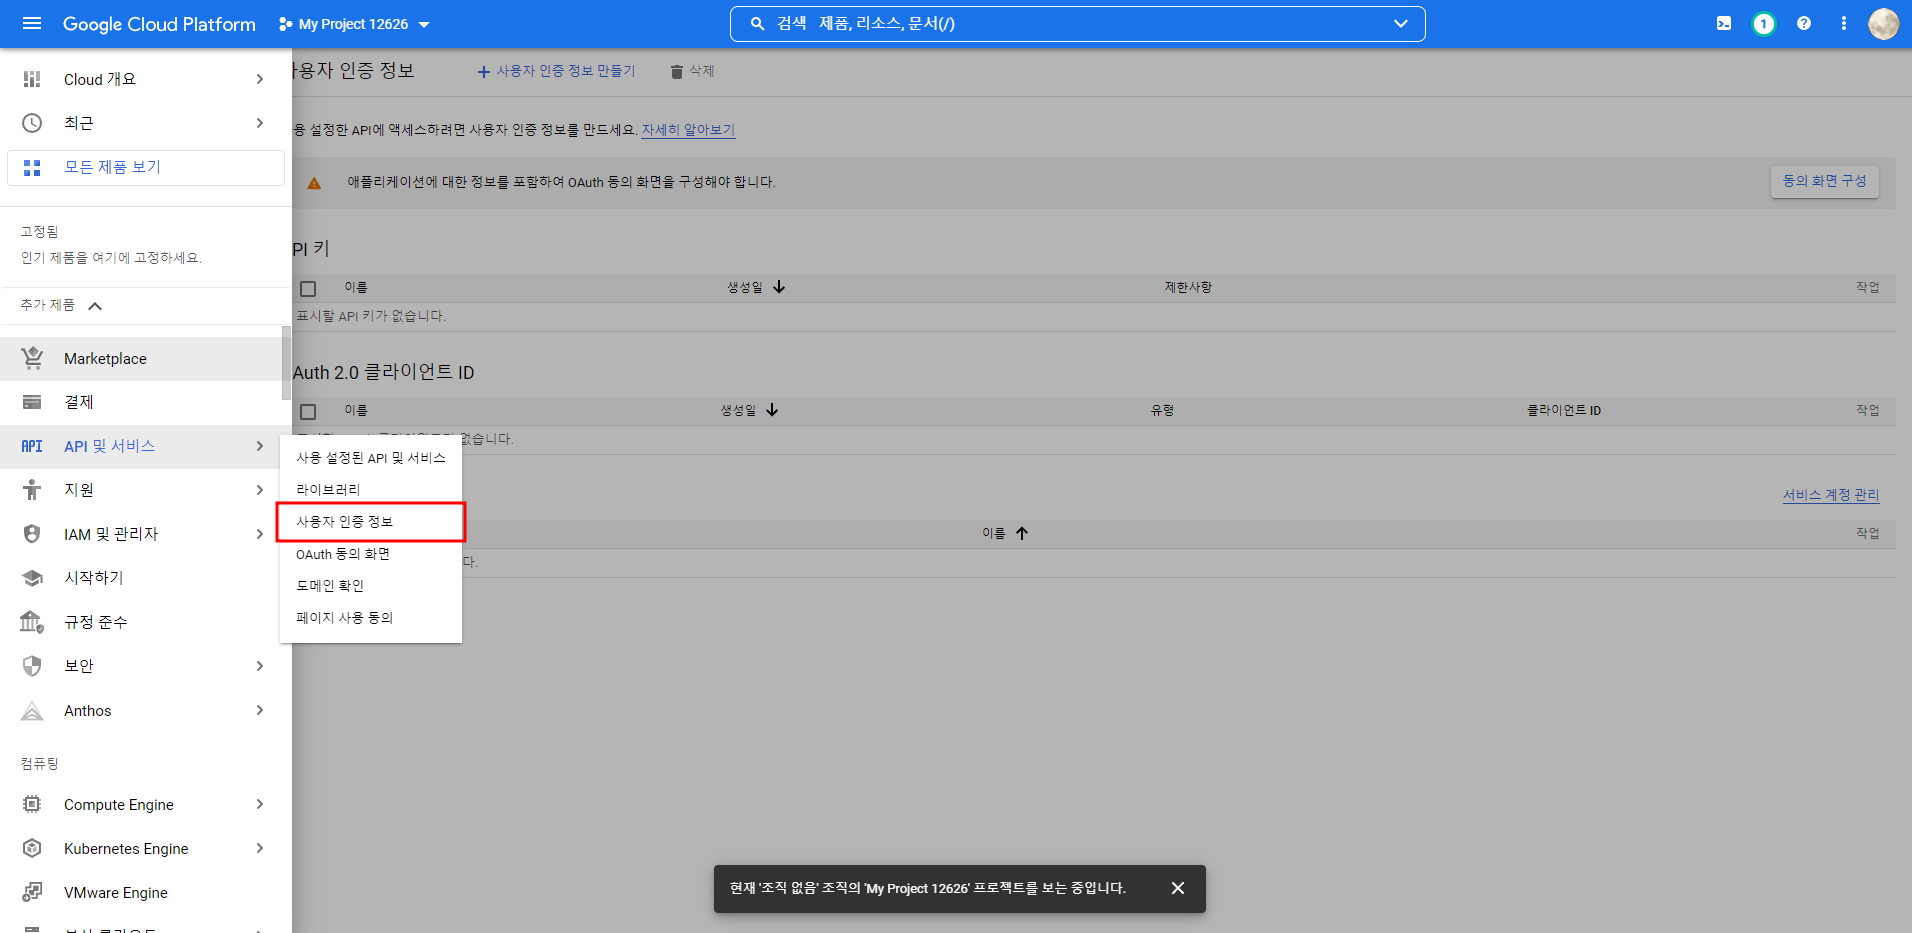 Google Cloud Platform
My Project 12626
검색 제품, 리소스, 문서(/)
1
Cloud 개요
최근
모든 제품 보기
고정됨
인기 제품을 여기에 고정하세요.
추가 제품
Marketplace
결제
API API 및 서비스
지원
IAM 및 관리자
시작하기
규정 준수
보안
Anthos
컴퓨팅
Compute Engine
Kubernetes Engine
VMware Engine
사용 설정된 API 및 서비스
라이브러리
사용자 인증 정보
OAuth 동의 화면
도메인 확인
페이지 사용 동의
사용자 인증 정보
사용자 인증 정보 만들기
삭제
용 설정한 API에 액세스하려면 사용자 인증 정보를 만드세요. 자세히 알아보기
애플리케이션에 대한 정보를 포함하여 OAuth 동의 화면을 구성해야 합니다.
동의 화면 구성
PI 키
이름 생성일 제한사항 작업
표시할 API 키가 없습니다.
Auth 2.0 클라이언트 ID
이름 생성일 유형 클라이언트 ID 작업
없습니다.
서비스 계정 관리
이름 작업
다.
현재 '조직 없음' 조직의 'My Project 12626' 프로젝트를 보는 중입니다.